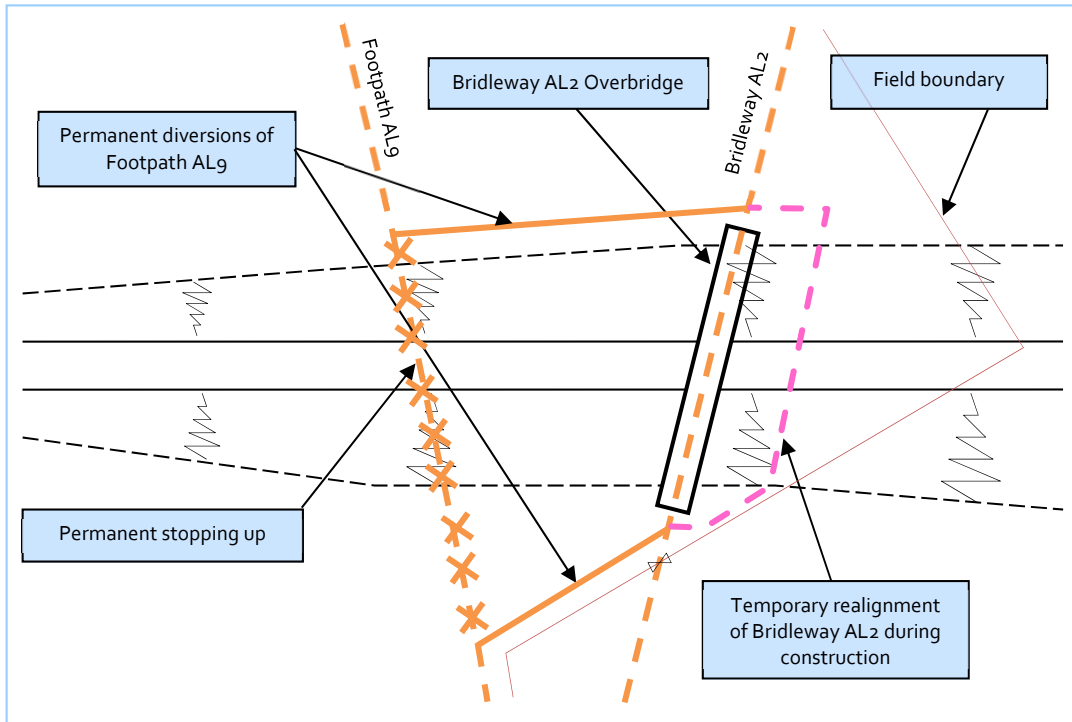 Footpath AL9
Bridleway AL2 Overbridge
Bridleway AL2
Field boundary
Permanent diversions of
Footpath AL9
Permanent stopping up
Temporary realignment
of Bridleway AL2 during
construction